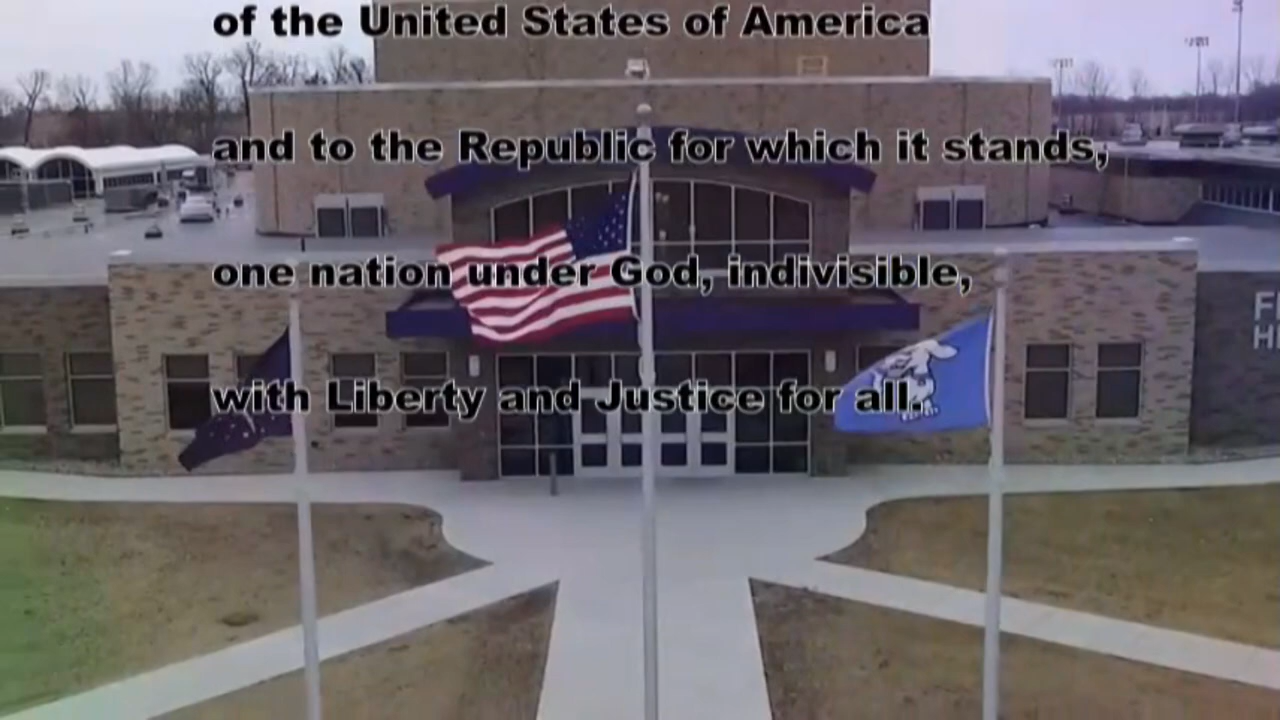 of the United States of America
and to the Republic for which it stands,
one nation under God, indivisible,
with Liberty and Justice for all.